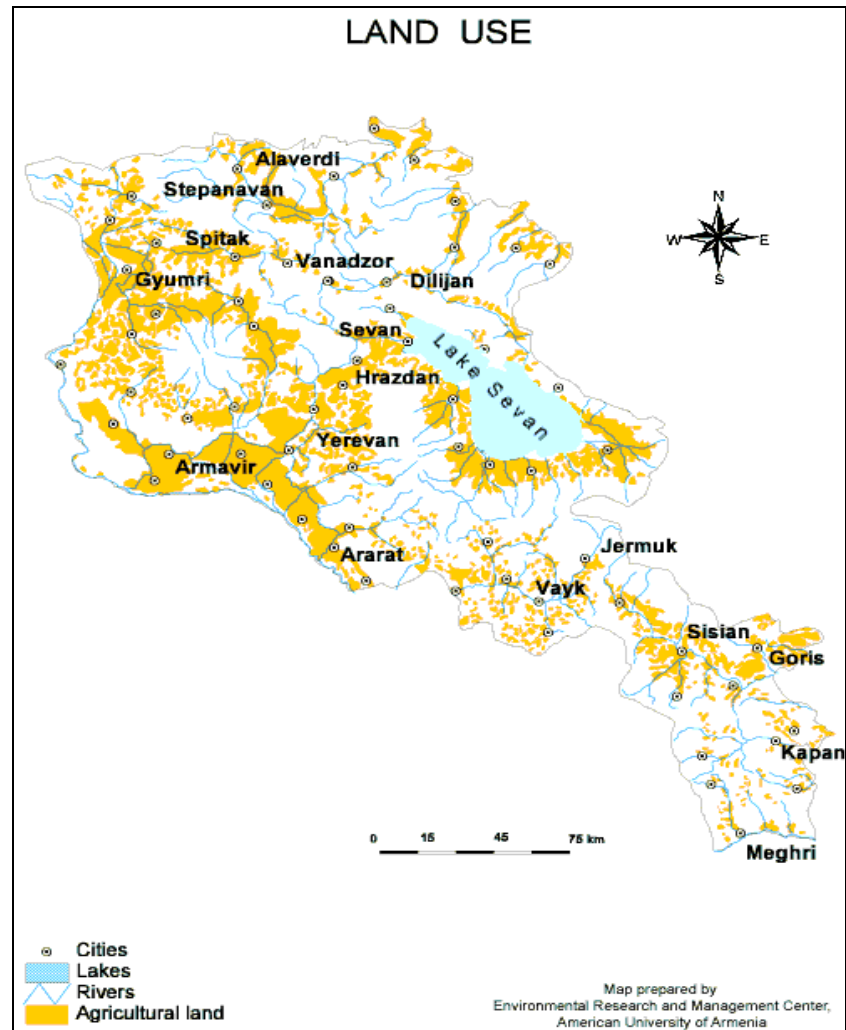 LAND USE
Alaverdi
Stepanavan
Spitak
Vanadzor
Gyumri
Dilijan
N
W E
S
Sevan
Lake Sevan
Hrazdan
Yerevan
Armavir
Ararat
Jermuk
Vayk
Sisian
Goris
Kapan
Meghri
0 15 45 75 km
Cities
Lakes
Rivers
Agricultural land
Map prepared by
Environmental Research and Management Center,
American University of Armenia